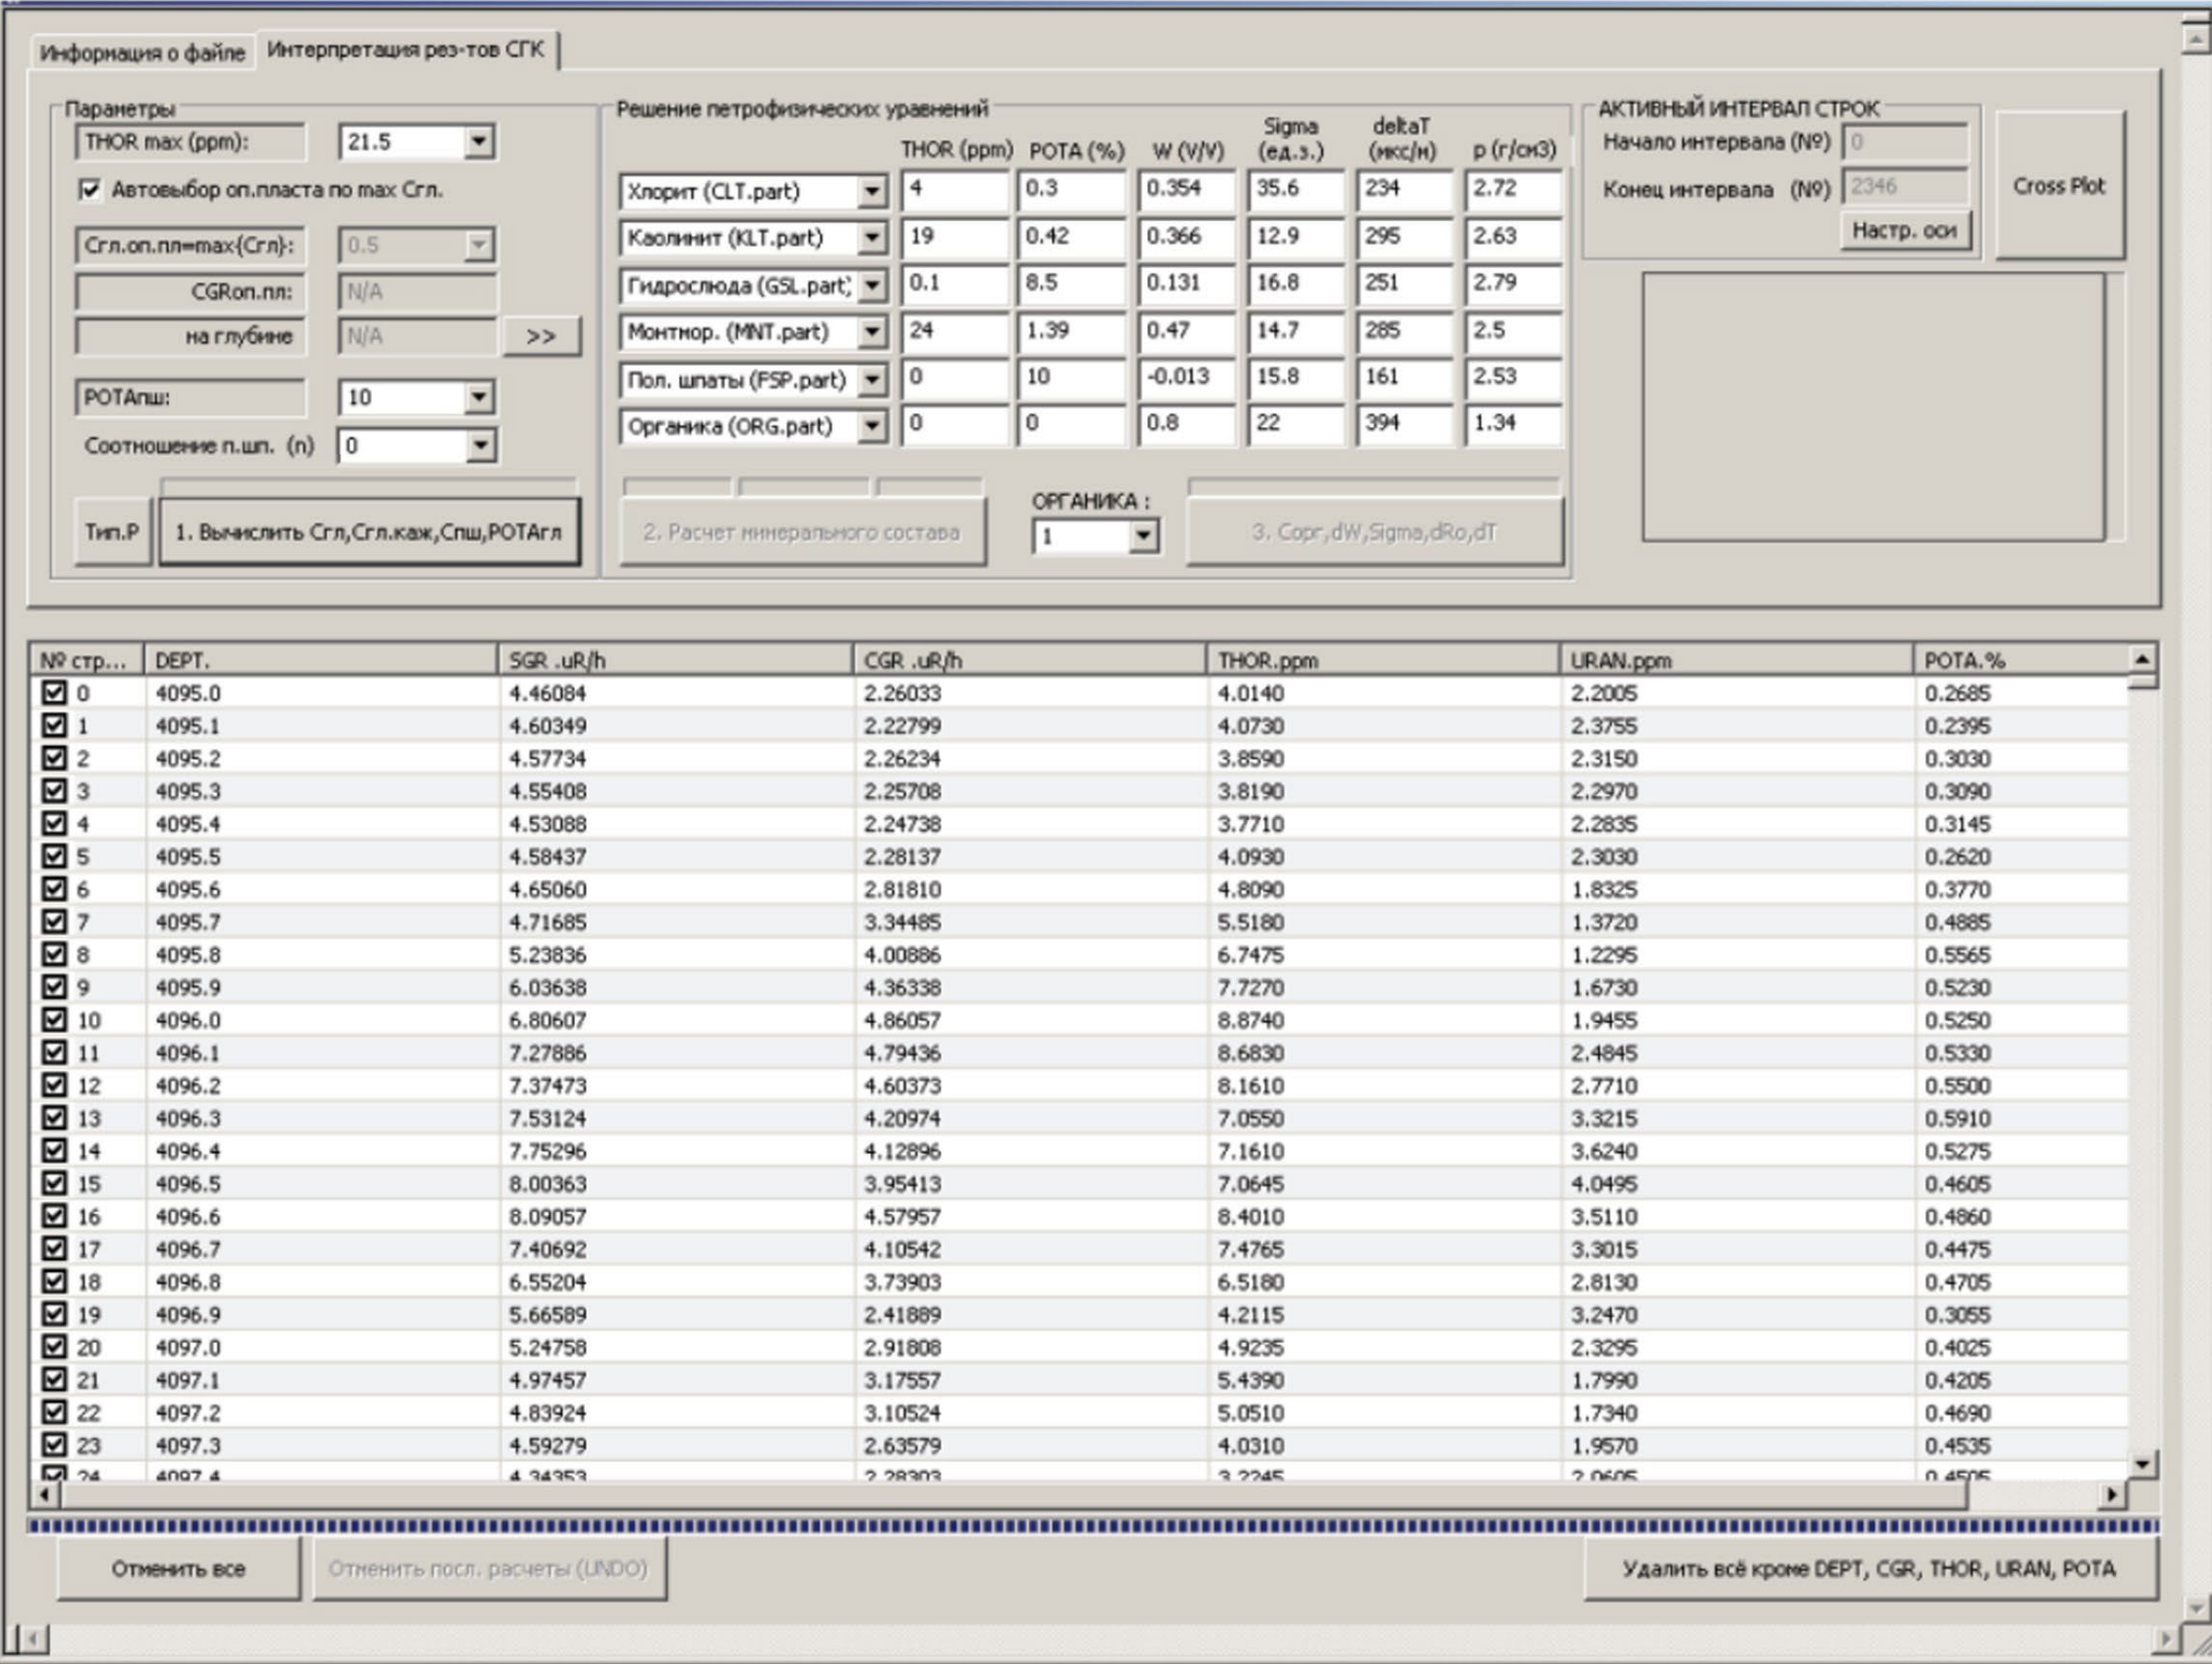 Информация о файле Интерпретация рез-тов СГК
Параметры
THOR max (ppm): 21.5
Автовыбор оп.пласта по max Сгл.
Сгл.оп.пл=max{Сгл}: 0.5
CGRоп.пл: N/A
на глубине N/A >>
POTAпш: 10
Соотношение п.шп. (n) 0
Тип.Р 1. Вычислить Сгл,Сгл.каж,Спш,POTAгл
Решение петрофизических уравнений
THOR (ppm) POTA (%) W (V/V) Sigma (ед.з.) deltaT (мкс/м) p (г/см3)
Хлорит (CLT.part) 4 0.3 0.354 35.6 234 2.72
Каолинит (KLT.part) 19 0.42 0.366 12.9 295 2.63
Гидрослюда (GSL.part) 0.1 8.5 0.131 16.8 251 2.79
Монтмор. (MNT.part) 24 1.39 0.47 14.7 285 2.5
Пол. шпаты (FSP.part) 0 10 -0.013 15.8 161 2.53
Органика (ORG.part) 0 0 0.8 22 394 1.34
2. Расчет минерального состава
ОРГАНИКА :
1
3. Сорг,dW,Sigma,dRo,dT
АКТИВНЫЙ ИНТЕРВАЛ СТРОК
Начало интервала (№) 0
Конец интервала (№) 2346
Настр. оси
Cross Plot
№ стр... DEPT. SGR .uR/h CGR .uR/h THOR.ppm URAN.ppm POTA.%
0 4095.0 4.46084 2.26033 4.0140 2.2005 0.2685
1 4095.1 4.60349 2.22799 4.0730 2.3755 0.2395
2 4095.2 4.57734 2.26234 3.8590 2.3150 0.3030
3 4095.3 4.55408 2.25708 3.8190 2.2970 0.3090
4 4095.4 4.53088 2.24738 3.7710 2.2835 0.3145
5 4095.5 4.58437 2.28137 4.0930 2.3030 0.2620
6 4095.6 4.65060 2.81810 4.8090 1.8325 0.3770
7 4095.7 4.71685 3.34485 5.5180 1.3720 0.4885
8 4095.8 5.23836 4.00886 6.7475 1.2295 0.5565
9 4095.9 6.03638 4.36338 7.7270 1.6730 0.5230
10 4096.0 6.80607 4.86057 8.8740 1.9455 0.5250
11 4096.1 7.27886 4.79436 8.6830 2.4845 0.5330
12 4096.2 7.37473 4.60373 8.1610 2.7710 0.5500
13 4096.3 7.53124 4.20974 7.0550 3.3215 0.5910
14 4096.4 7.75296 4.12896 7.1610 3.6240 0.5275
15 4096.5 8.00363 3.95413 7.0645 4.0495 0.4605
16 4096.6 8.09057 4.57957 8.4010 3.5110 0.4860
17 4096.7 7.40692 4.10542 7.4765 3.3015 0.4475
18 4096.8 6.55204 3.73903 6.5180 2.8130 0.4705
19 4096.9 5.66589 2.41889 4.2115 3.2470 0.3055
20 4097.0 5.24758 2.91808 4.9235 2.3295 0.4025
21 4097.1 4.97457 3.17557 5.4390 1.7990 0.4205
22 4097.2 4.83924 3.10524 5.0510 1.7340 0.4690
23 4097.3 4.59279 2.63579 4.0310 1.9570 0.4535
24 4097.4 4.34353 2.28303 3.2245 2.0605 0.4505
Отменить все Отменить посл. расчеты (UNDO) Удалить всё кроме DEPT, CGR, THOR, URAN, POTA